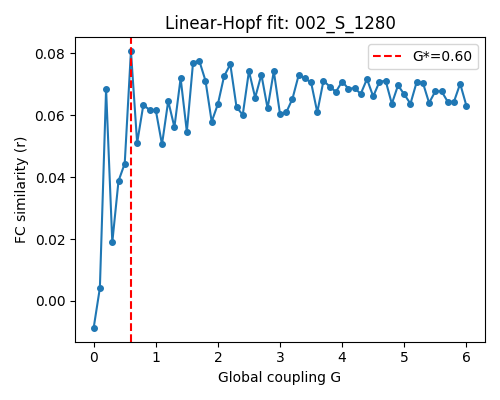 Linear-Hopf fit: 002_S_1280
G*=0.60
FC similarity (r)
0.08
0.06
0.04
0.02
0.00
0 1 2 3 4 5 6
Global coupling G